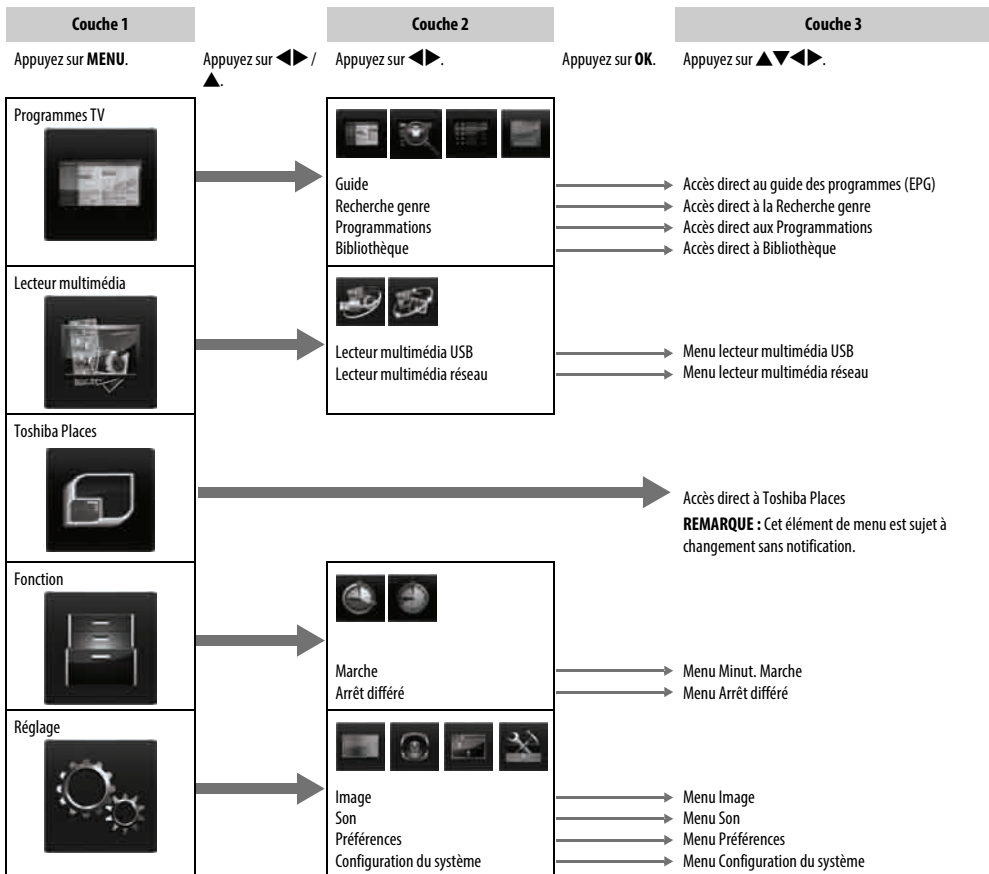 Couche 1
Couche 2
Couche 3
Appuyez sur MENU.
Appuyez sur ◀▶ /
▲.
Appuyez sur ◀▶.
Appuyez sur OK.
Appuyez sur ▲▼◀▶.
Programmes TV
Guide
Recherche genre
Programmations
Bibliothèque
Accès direct au guide des programmes (EPG)
Accès direct à la Recherche genre
Accès direct aux Programmations
Accès direct à Bibliothèque
Lecteur multimédia
Lecteur multimédia USB
Lecteur multimédia réseau
Menu lecteur multimédia USB
Menu lecteur multimédia réseau
Toshiba Places
Accès direct à Toshiba Places
REMARQUE : Cet élément de menu est sujet à
changement sans notification.
Fonction
Marche
Arrêt différé
Menu Minut. Marche
Menu Arrêt différé
Réglage
Image
Son
Préférences
Configuration du système
Menu Image
Menu Son
Menu Préférences
Menu Configuration du système